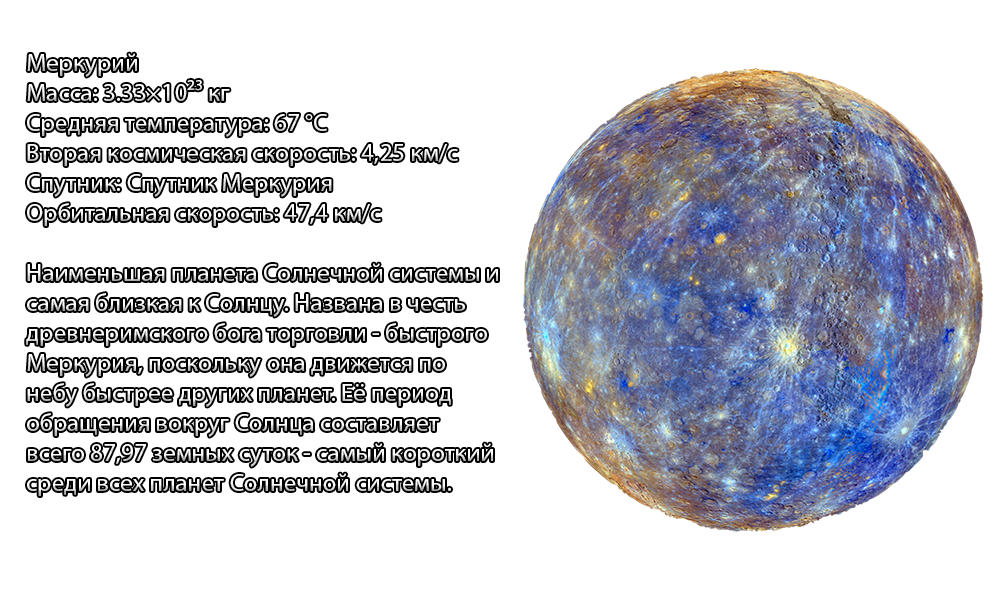 Меркурий
Масса: 3.33×10²³ кг
Средняя температура: 67 °C
Вторая космическая скорость: 4,25 км/с
Спутник: Спутник Меркурия
Орбитальная скорость: 47,4 км/с
Наименьшая планета Солнечной системы и
самая близкая к Солнцу. Названа в честь
древнеримского бога торговли - быстрого
Меркурия, поскольку она движется по
небу быстрее других планет. Её период
обращения вокруг Солнца составляет
всего 87,97 земных суток - самый короткий
среди всех планет Солнечной системы.